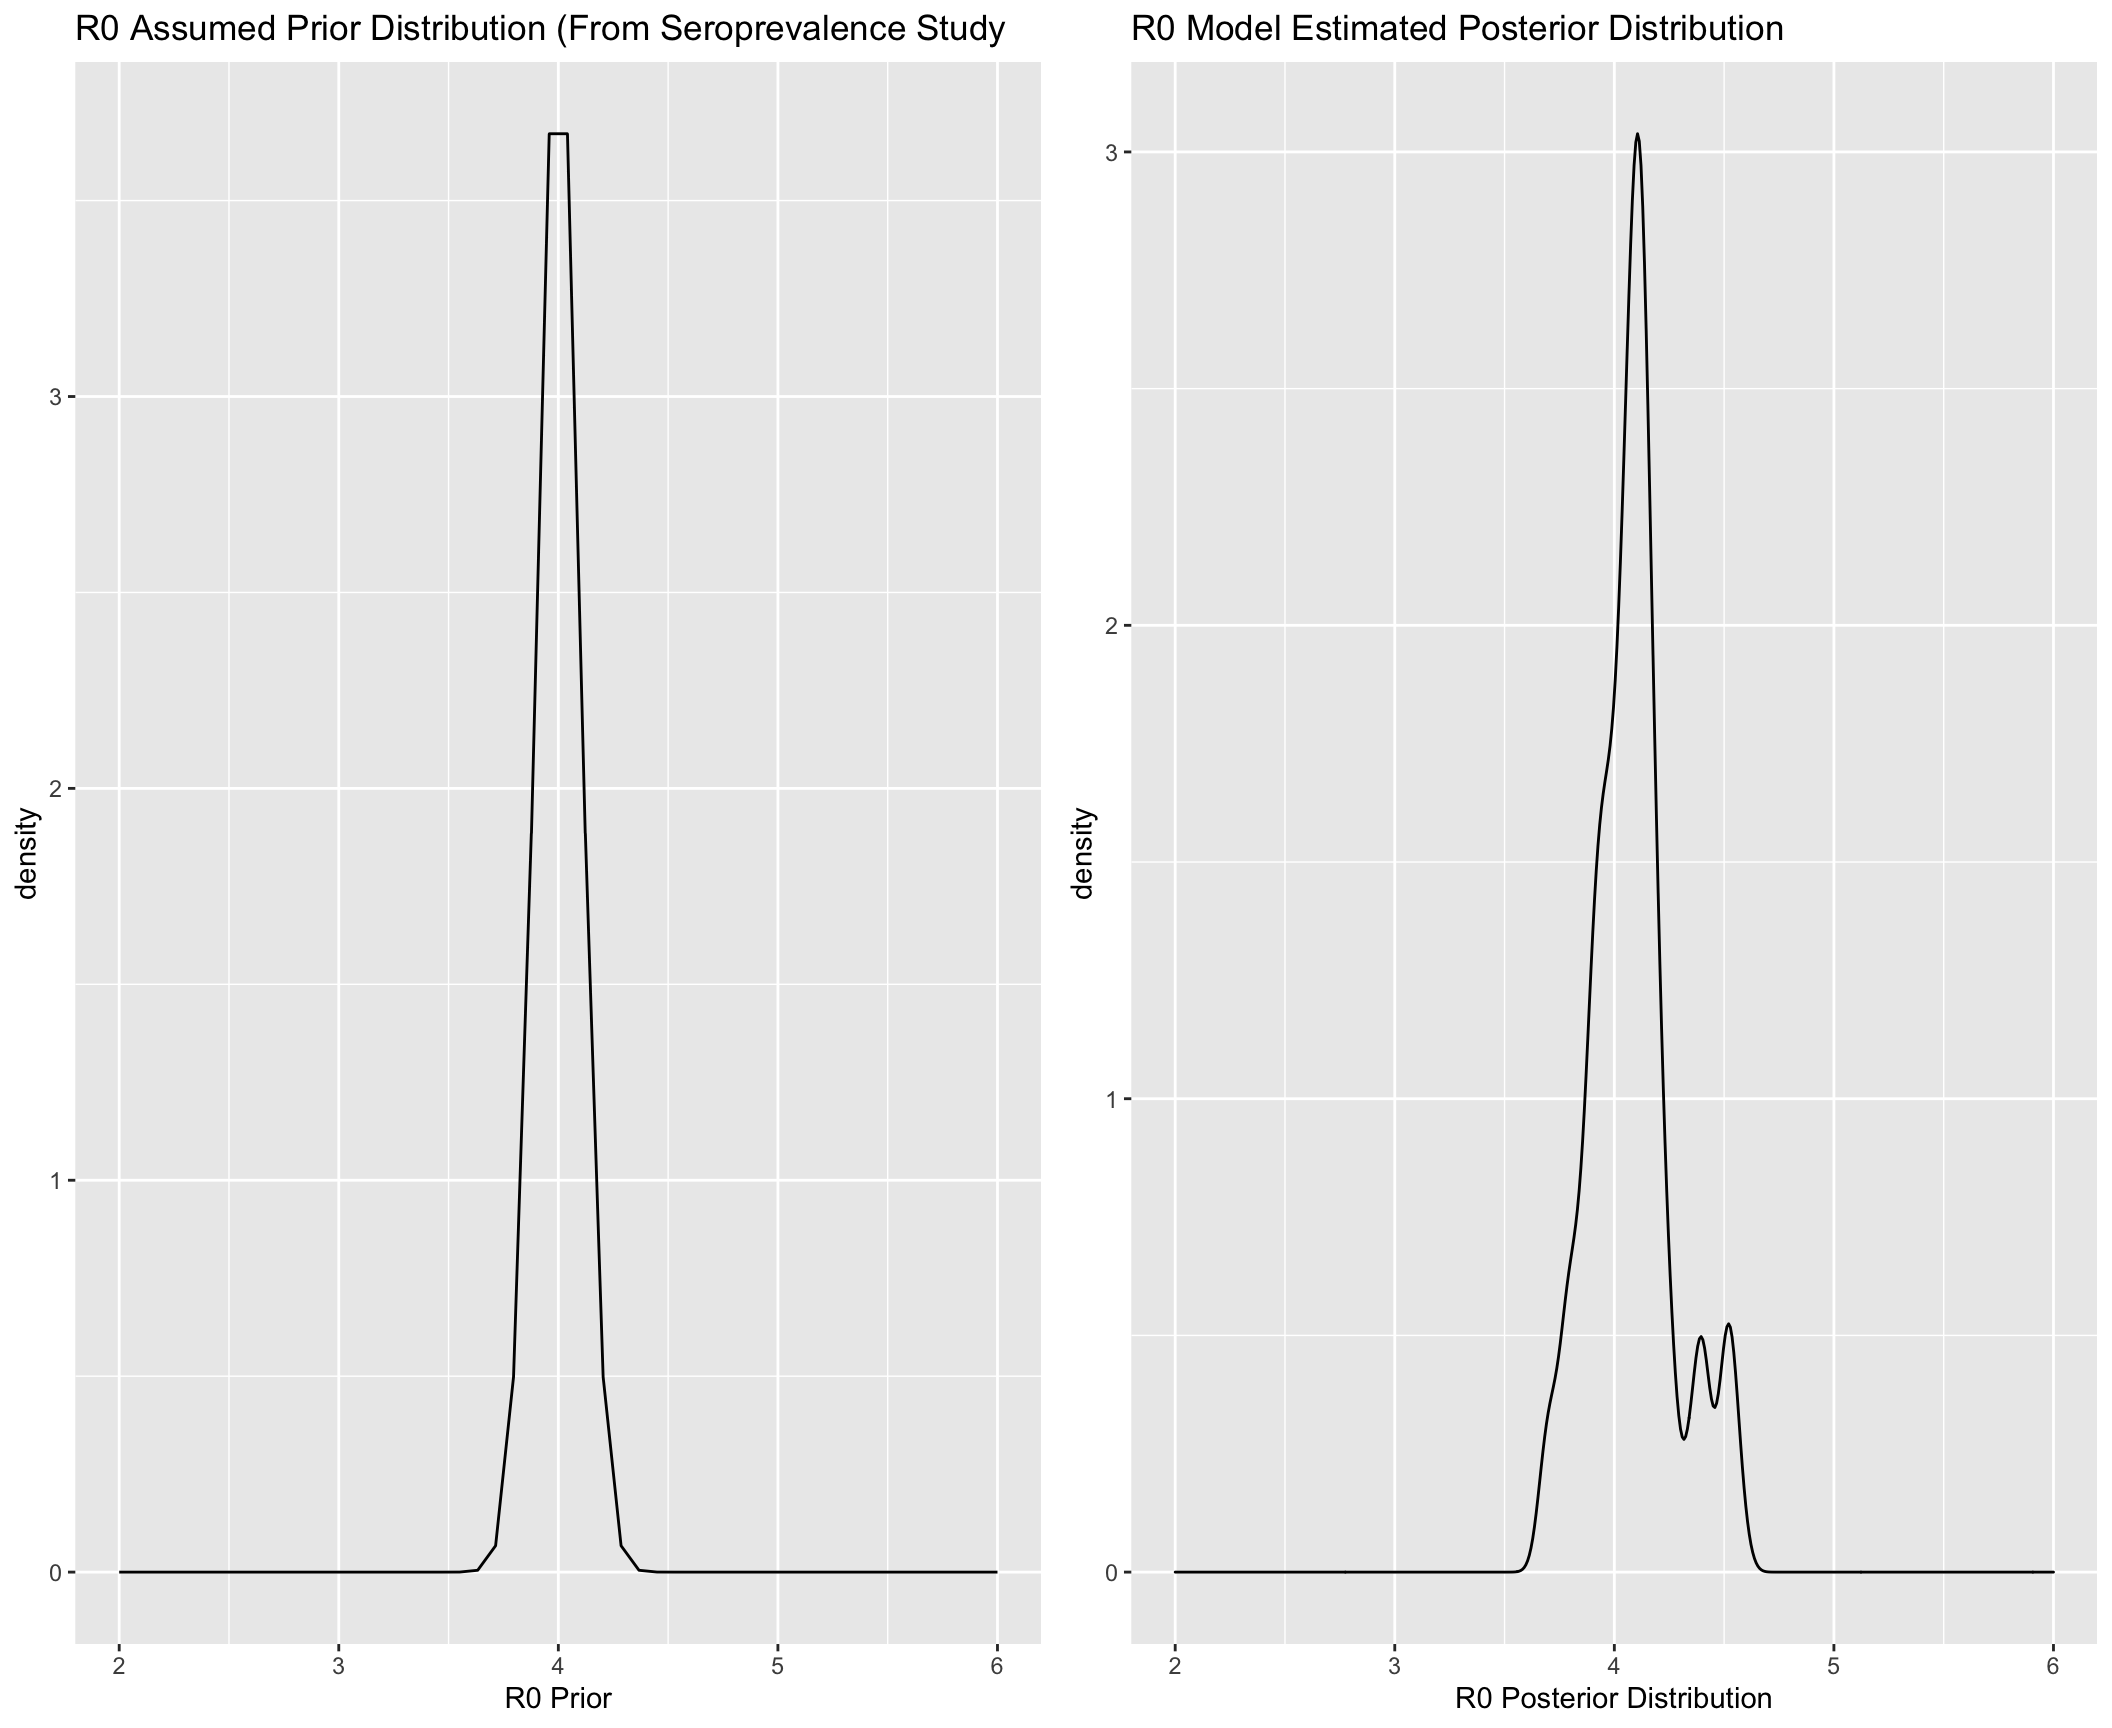 R0 Assumed Prior Distribution (From Seroprevalence Study
3
2
1
0
density
2 3 4 5 6
R0 Prior
R0 Model Estimated Posterior Distribution
3
2
1
0
density
2 3 4 5 6
R0 Posterior Distribution